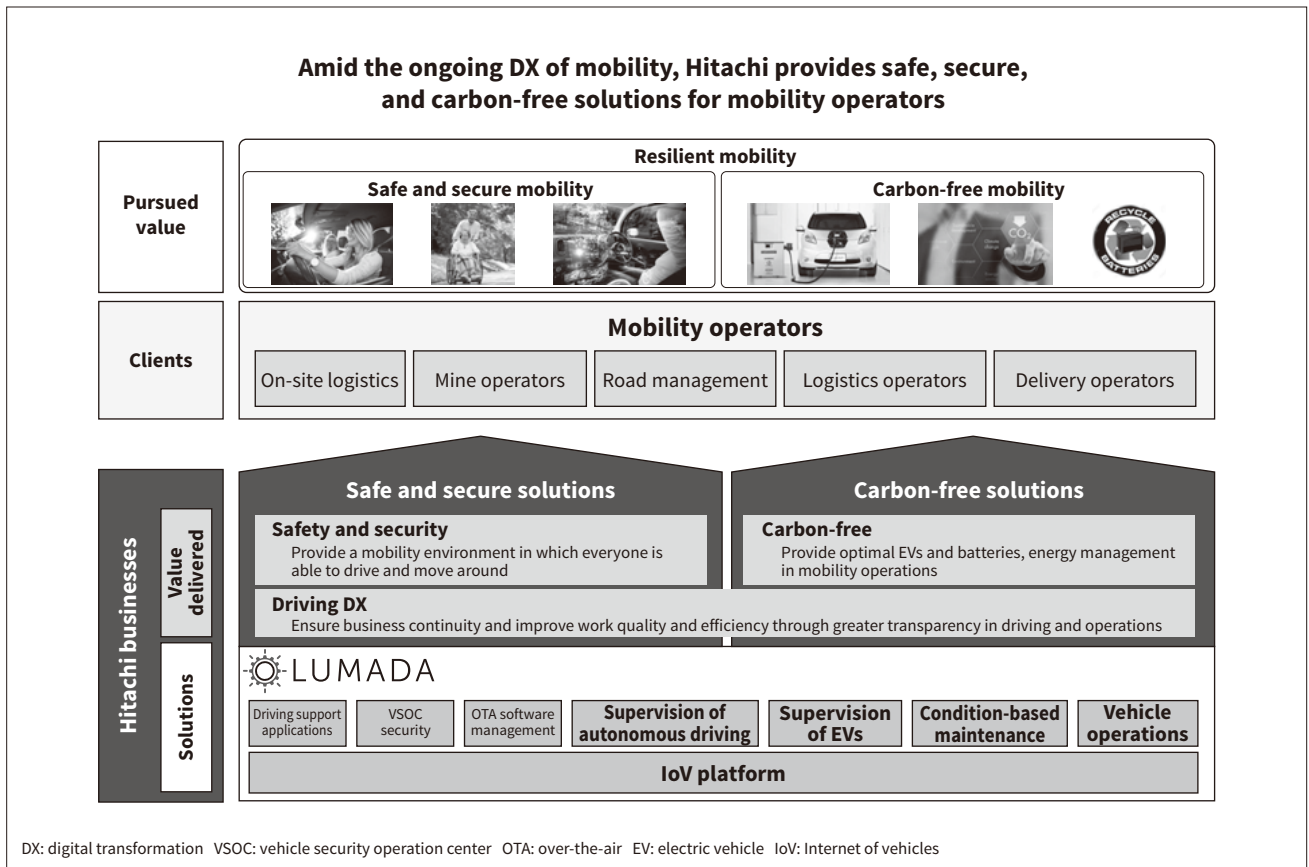 Amid the ongoing DX of mobility, Hitachi provides safe, secure,
and carbon-free solutions for mobility operators
Pursued
value
Resilient mobility
Safe and secure mobility
Carbon-free mobility
CO₂
RECYCLE
BATTERIES
Clients
Mobility operators
On-site logistics
Mine operators
Road management
Logistics operators
Delivery operators
Hitachi businesses
Value
delivered
Safe and secure solutions
Carbon-free solutions
Safety and security
Provide a mobility environment in which everyone is
able to drive and move around
Carbon-free
Provide optimal EVs and batteries, energy management
in mobility operations
Driving DX
Ensure business continuity and improve work quality and efficiency through greater transparency in driving and operations
Solutions
LUMADA
Driving support
applications
VSOC
security
OTA software
management
Supervision of
autonomous driving
Supervision
of EVs
Condition-based
maintenance
Vehicle
operations
IoV platform
DX: digital transformation VSOC: vehicle security operation center OTA: over-the-air EV: electric vehicle IoV: Internet of vehicles